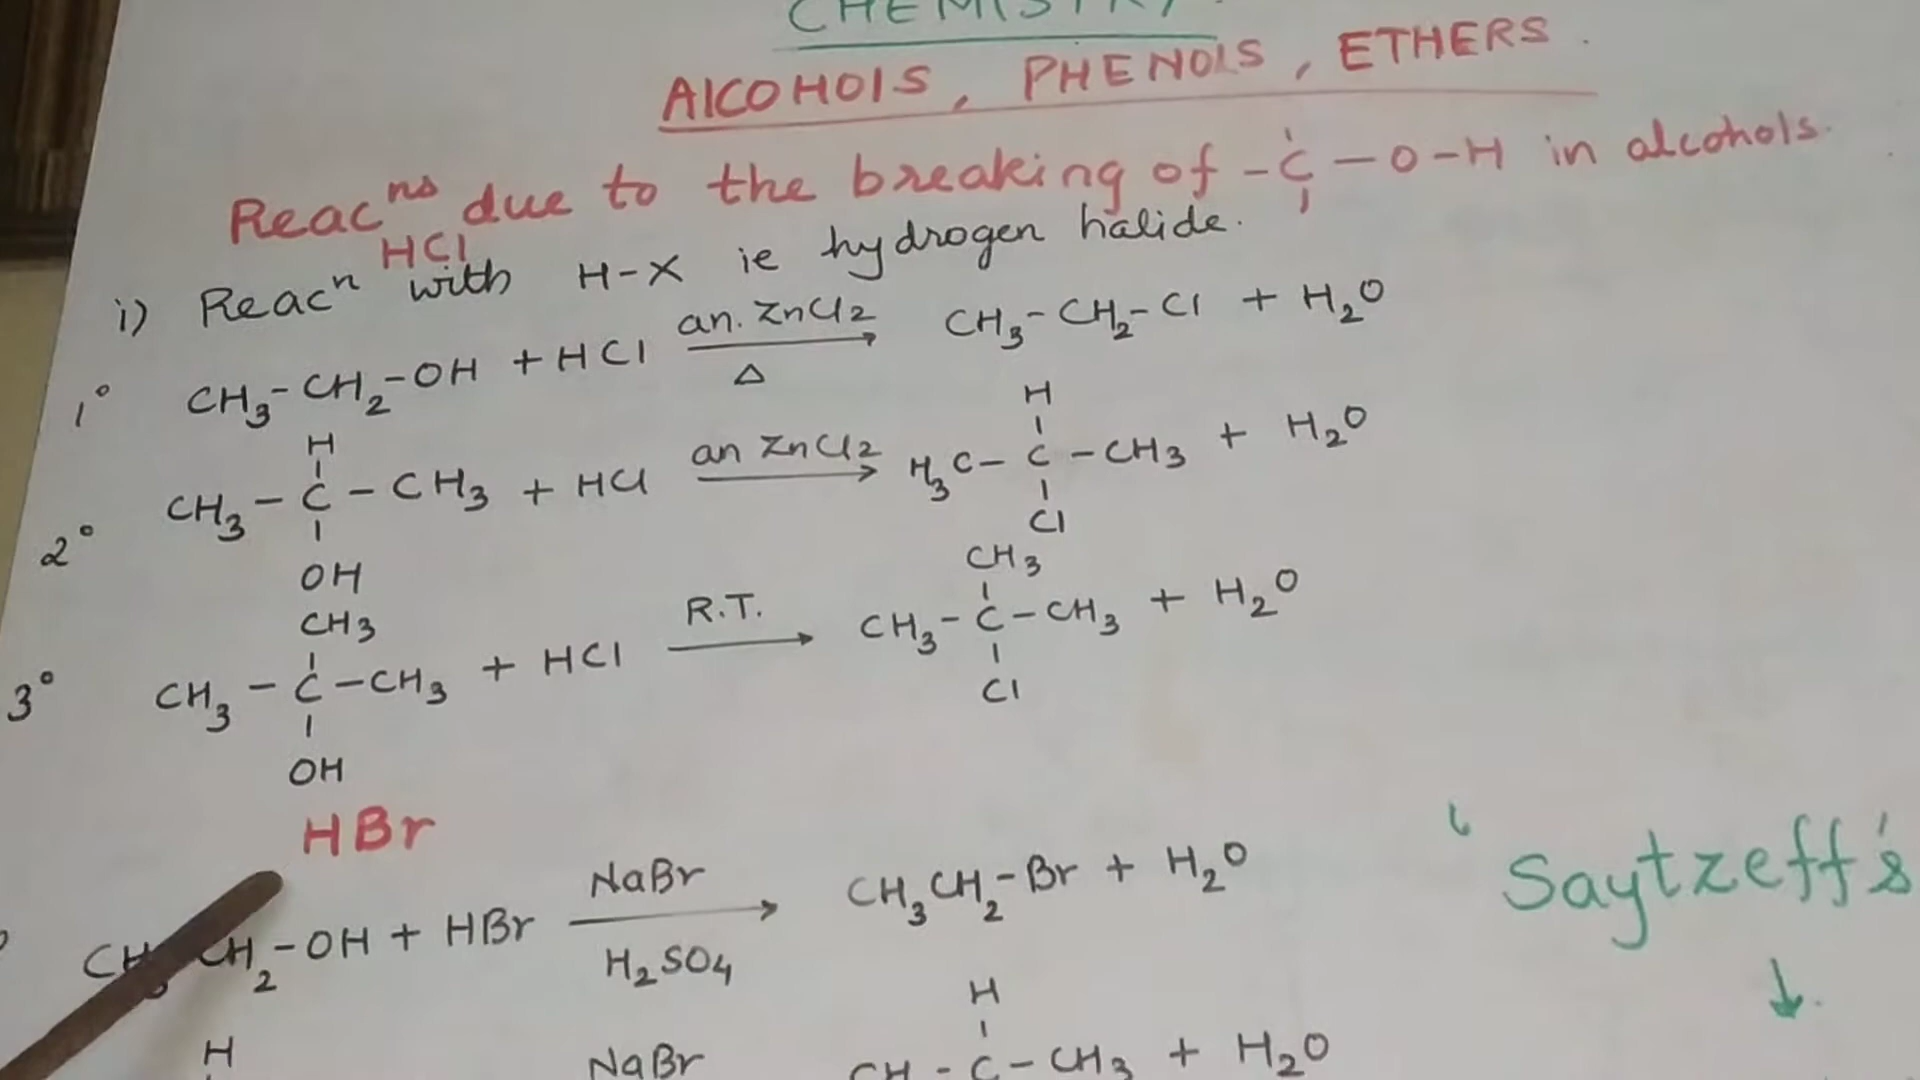 CHEMISTRY
ALCOHOLS, PHENOLS, ETHERS.
Reacⁿˢ due to the breaking of -C-O-H in alcohols.
HCl
i) Reacⁿ with H-X ie hydrogen halide.
1° CH₃-CH₂-OH + HCl an. ZnCl₂ → Δ CH₃-CH₂-Cl + H₂O
H H
2° CH₃-C-CH₃ + HCl an ZnCl₂ → H₃C-C-CH₃ + H₂O
OH Cl
CH₃ CH₃
3° CH₃-C-CH₃ + HCl R.T. → CH₃-C-CH₃ + H₂O
OH Cl
HBr
CH₃CH₂-OH + HBr NaBr → H₂SO₄ CH₃CH₂-Br + H₂O
Saytzeff's
↓
H H
NaBr CH-C-CH₃ + H₂O